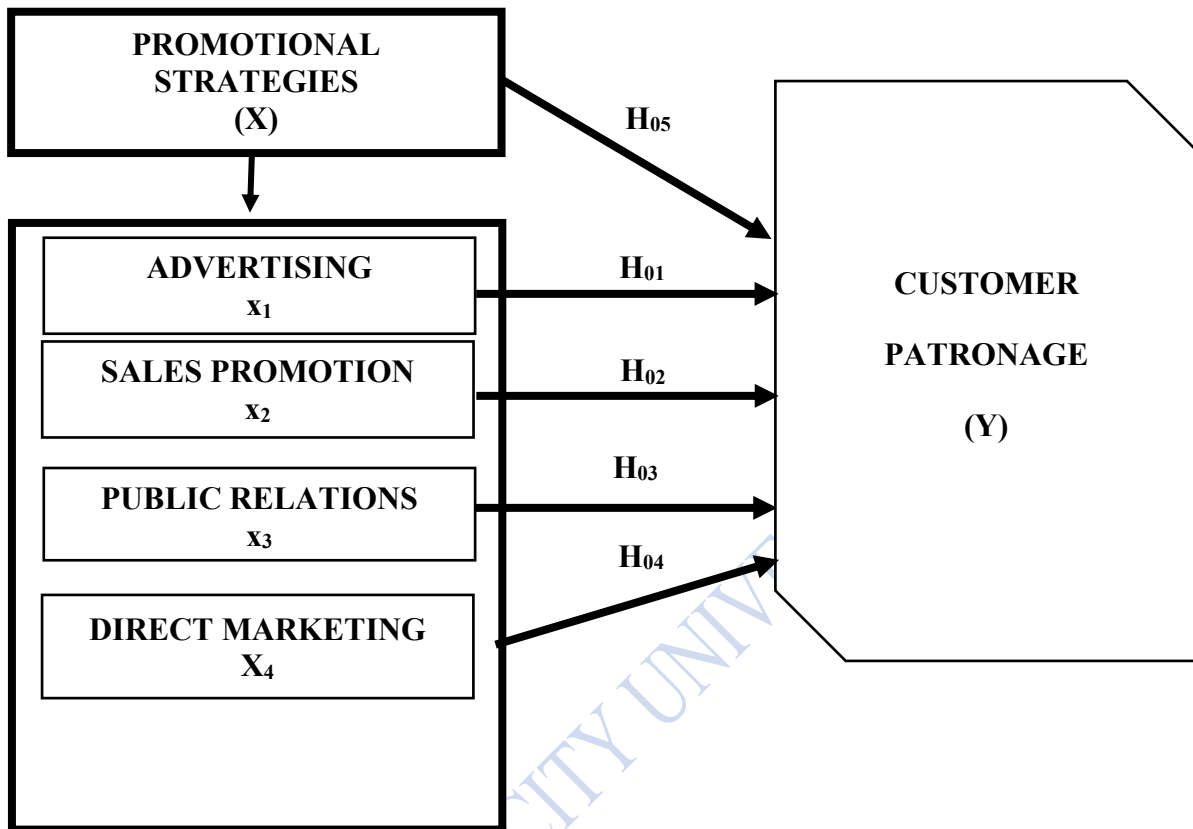 PROMOTIONAL
STRATEGIES
(X)
H05
ADVERTISING
x1
H01
SALES PROMOTION
x2
H02
PUBLIC RELATIONS
x3
H03
DIRECT MARKETING
X4
H04
CUSTOMER
PATRONAGE
(Y)
CITY